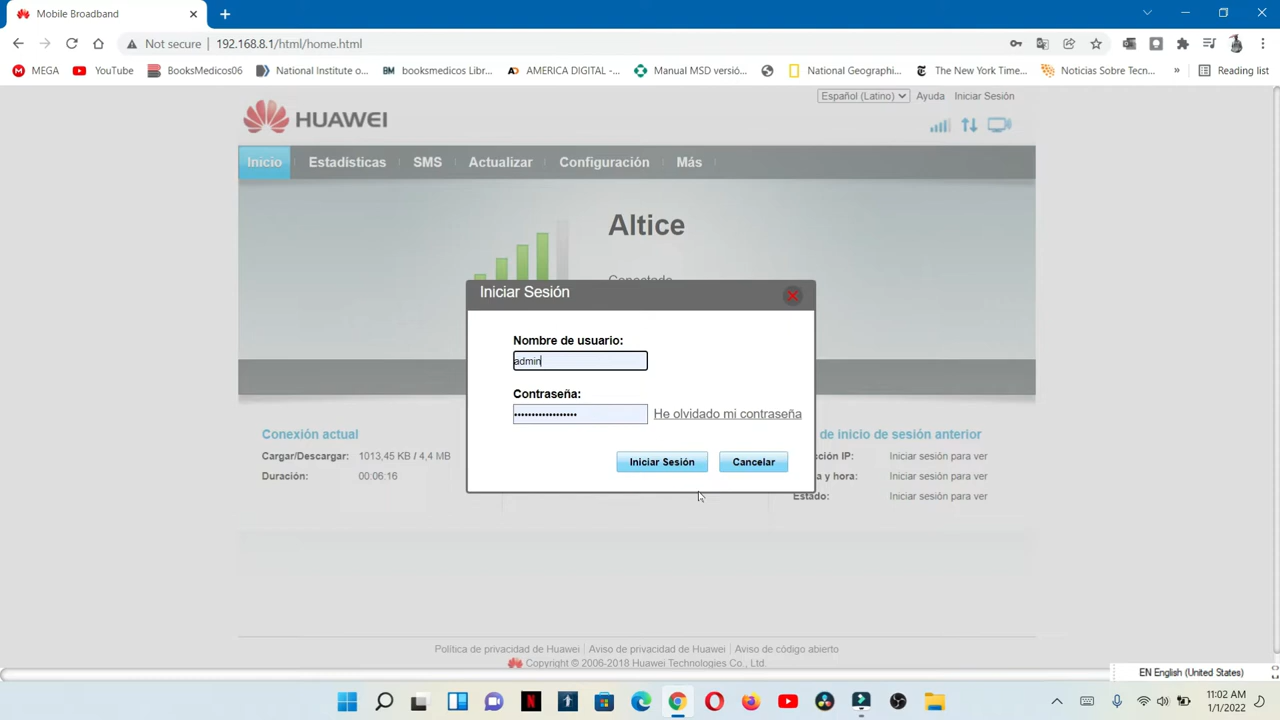 Mobile Broadband
Not secure
192.168.8.1/html/home.html
MEGA
YouTube
BooksMedicos06
National Institute o...
booksmedicos Libr...
AMERICA DIGITAL -...
Manual MSD versió...
National Geographi...
The New York Time...
Noticias Sobre Tecn...
»
Reading list
Español (Latino)
Ayuda
Iniciar Sesión
HUAWEI
Inicio
Estadísticas
SMS
Actualizar
Configuración
Más
Altice
Conectado
Iniciar Sesión
Nombre de usuario:
admin
Contraseña:
He olvidado mi contraseña
Iniciar Sesión
Cancelar
Conexión actual
Cargar/Descargar: 1013,45 KB / 4,4 MB
Duración: 00:06:16
de inicio de sesión anterior
Iniciar sesión para ver
Iniciar sesión para ver
Estado: Iniciar sesión para ver
Política de privacidad de Huawei | Aviso de privacidad de Huawei | Aviso de código abierto
Copyright © 2006-2018 Huawei Technologies Co., Ltd.
EN English (United States)
11:02 AM
1/1/2022